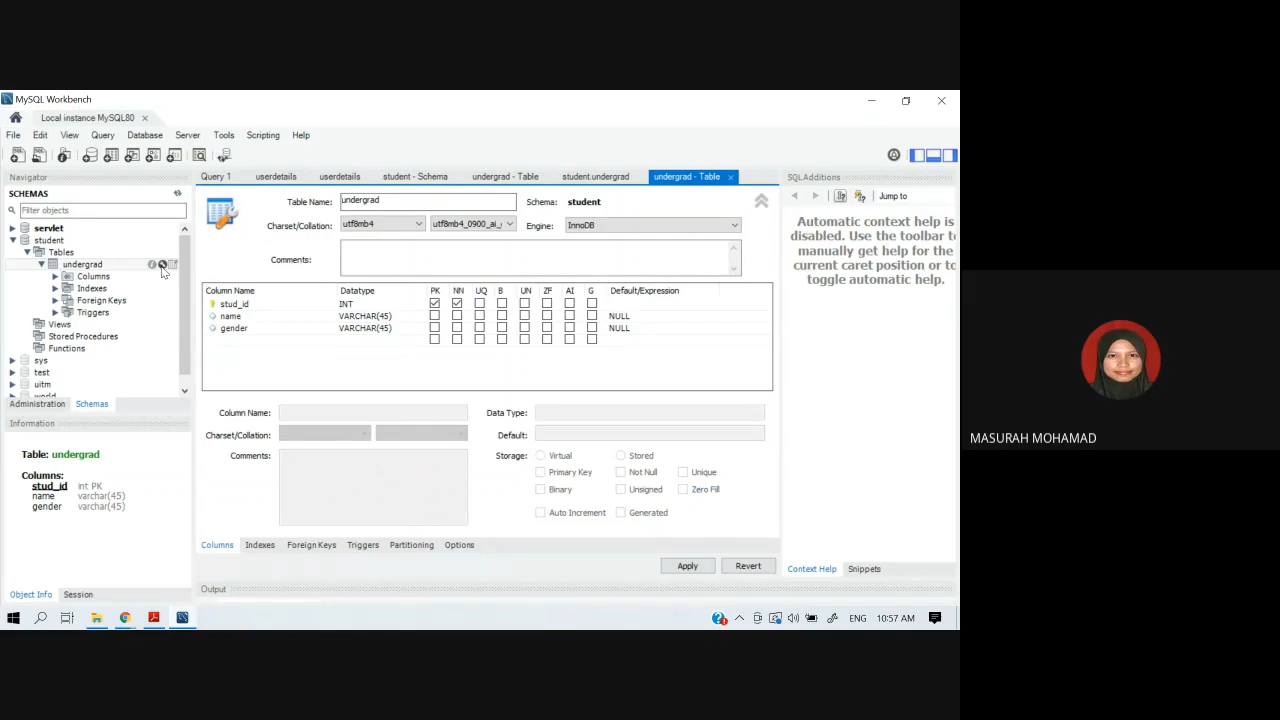 MySQL Workbench
Local instance MySQL80
File Edit View Query Database Server Tools Scripting Help
Navigator
SCHEMAS
Filter objects
servlet
student
Tables
undergrad
Columns
Indexes
Foreign Keys
Triggers
Views
Stored Procedures
Functions
sys
test
uitm
world
Administration Schemas
Information
Table: undergrad
Columns:
stud_id int PK
name varchar(45)
gender varchar(45)
Object Info Session
Query 1 userdetails userdetails student - Schema undergrad - Table student.undergrad undergrad - Table
Table Name: undergrad Schema: student
Charset/Collation: utf8mb4 utf8mb4_0900_ai_ Engine: InnoDB
Comments:
Column Name Datatype PK NN UQ B UN ZF AI G Default/Expression
stud_id INT
name VARCHAR(45) NULL
gender VARCHAR(45) NULL
Column Name: Data Type:
Charset/Collation: Default:
Comments: Storage: Virtual Stored
Primary Key Not Null Unique
Binary Unsigned Zero Fill
Auto Increment Generated
Columns Indexes Foreign Keys Triggers Partitioning Options
Apply Revert
Output
SQLAdditions
Jump to
Automatic context help is
disabled. Use the toolbar to
manually get help for the
current caret position or to
toggle automatic help.
Context Help Snippets
ENG 10:57 AM
MASURAH MOHAMAD